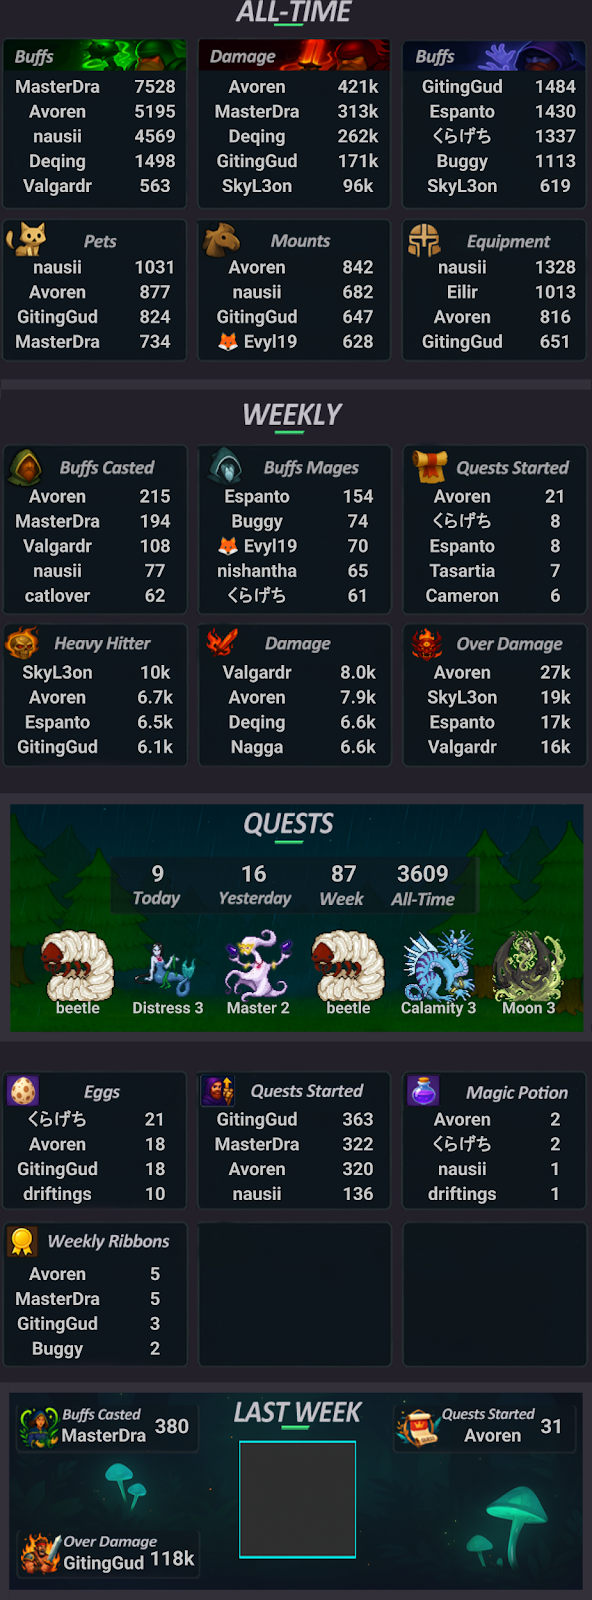 ALL-TIME
Buffs
MasterDra 7528
Avoren 5195
nausii 4569
Deqing 1498
Valgardr 563
Damage
Avoren 421k
MasterDra 313k
Deqing 262k
GitingGud 171k
SkyL3on 96k
Buffs
GitingGud 1484
Espanto 1430
くらげち 1337
Buggy 1113
SkyL3on 619
Pets
nausii 1031
Avoren 877
GitingGud 824
MasterDra 734
Mounts
Avoren 842
nausii 682
GitingGud 647
🦊 Evyl19 628
Equipment
nausii 1328
Eilir 1013
Avoren 816
GitingGud 651
WEEKLY
Buffs Casted
Avoren 215
MasterDra 194
Valgardr 108
nausii 77
catlover 62
Buffs Mages
Espanto 154
Buggy 74
🦊 Evyl19 70
nishantha 65
くらげち 61
Quests Started
Avoren 21
くらげち 8
Espanto 8
Tasartia 7
Cameron 6
Heavy Hitter
SkyL3on 10k
Avoren 6.7k
Espanto 6.5k
GitingGud 6.1k
Damage
Valgardr 8.0k
Avoren 7.9k
Deqing 6.6k
Nagga 6.6k
Over Damage
Avoren 27k
SkyL3on 19k
Espanto 17k
Valgardr 16k
QUESTS
9 16 87 3609
Today Yesterday Week All-Time
beetle Distress 3 Master 2 beetle Calamity 3 Moon 3
Eggs
くらげち 21
Avoren 18
GitingGud 18
driftings 10
Quests Started
GitingGud 363
MasterDra 322
Avoren 320
nausii 136
Magic Potion
Avoren 2
くらげち 2
nausii 1
driftings 1
Weekly Ribbons
Avoren 5
MasterDra 5
GitingGud 3
Buggy 2
LAST WEEK
Buffs Casted
MasterDra 380
Quests Started
Avoren 31
Over Damage
GitingGud 118k